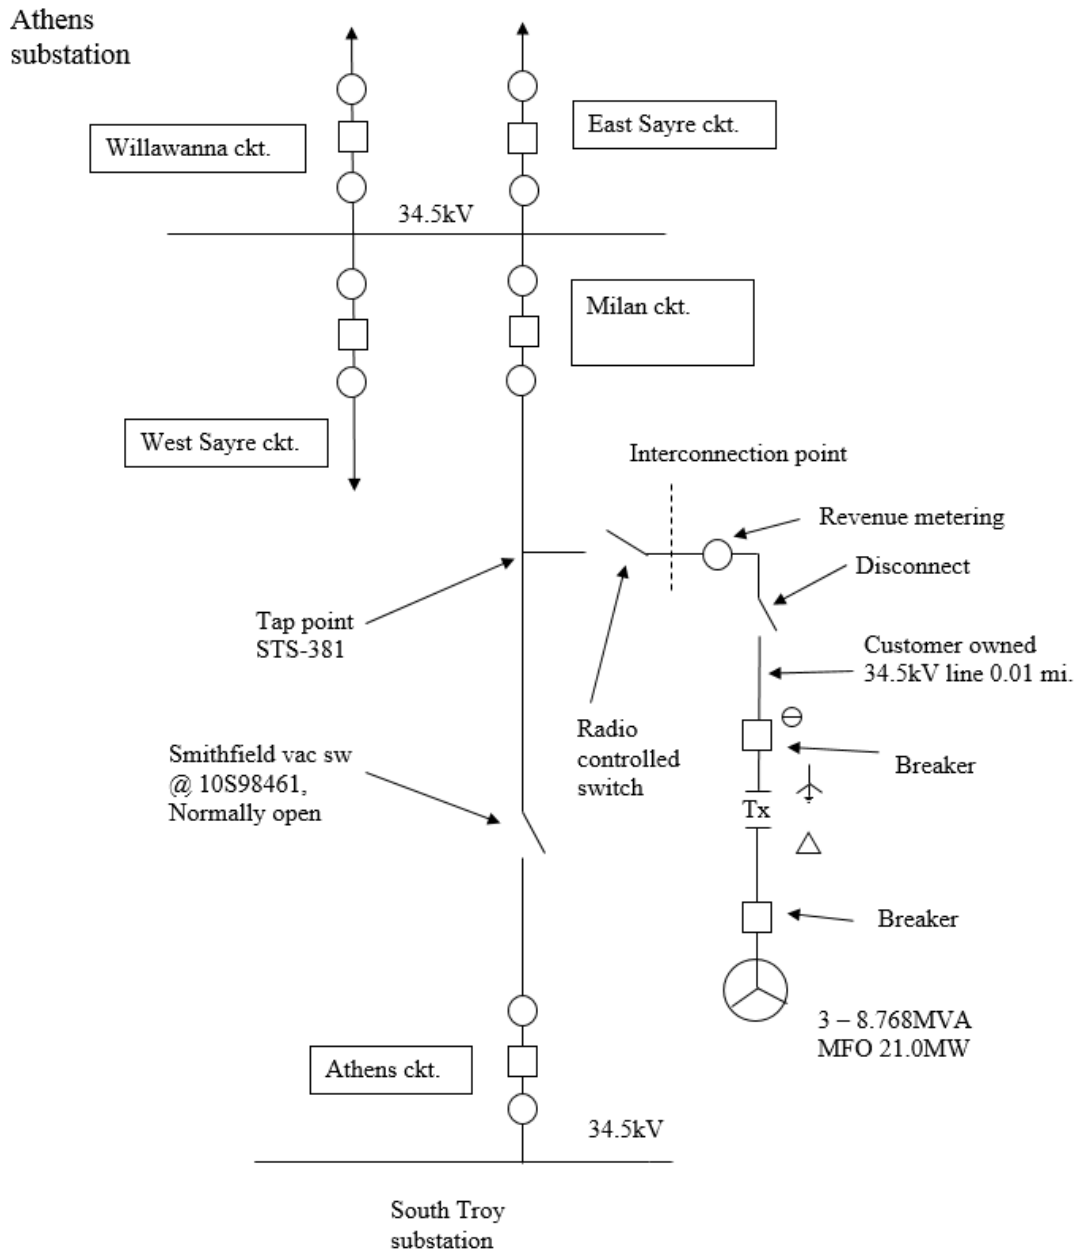 Athens
substation
East Sayre ckt.
Willawanna ckt.
34.5kV
Milan ckt.
West Sayre ckt.
Interconnection point
Revenue metering
Disconnect
Tap point
STS-381
Customer owned
34.5kV line 0.01 mi.
Radio
controlled
switch
Smithfield vac sw
@ 10S98461,
Normally open
Breaker
Tx
Breaker
3 – 8.768MVA
MFO 21.0MW
Athens ckt.
34.5kV
South Troy
substation